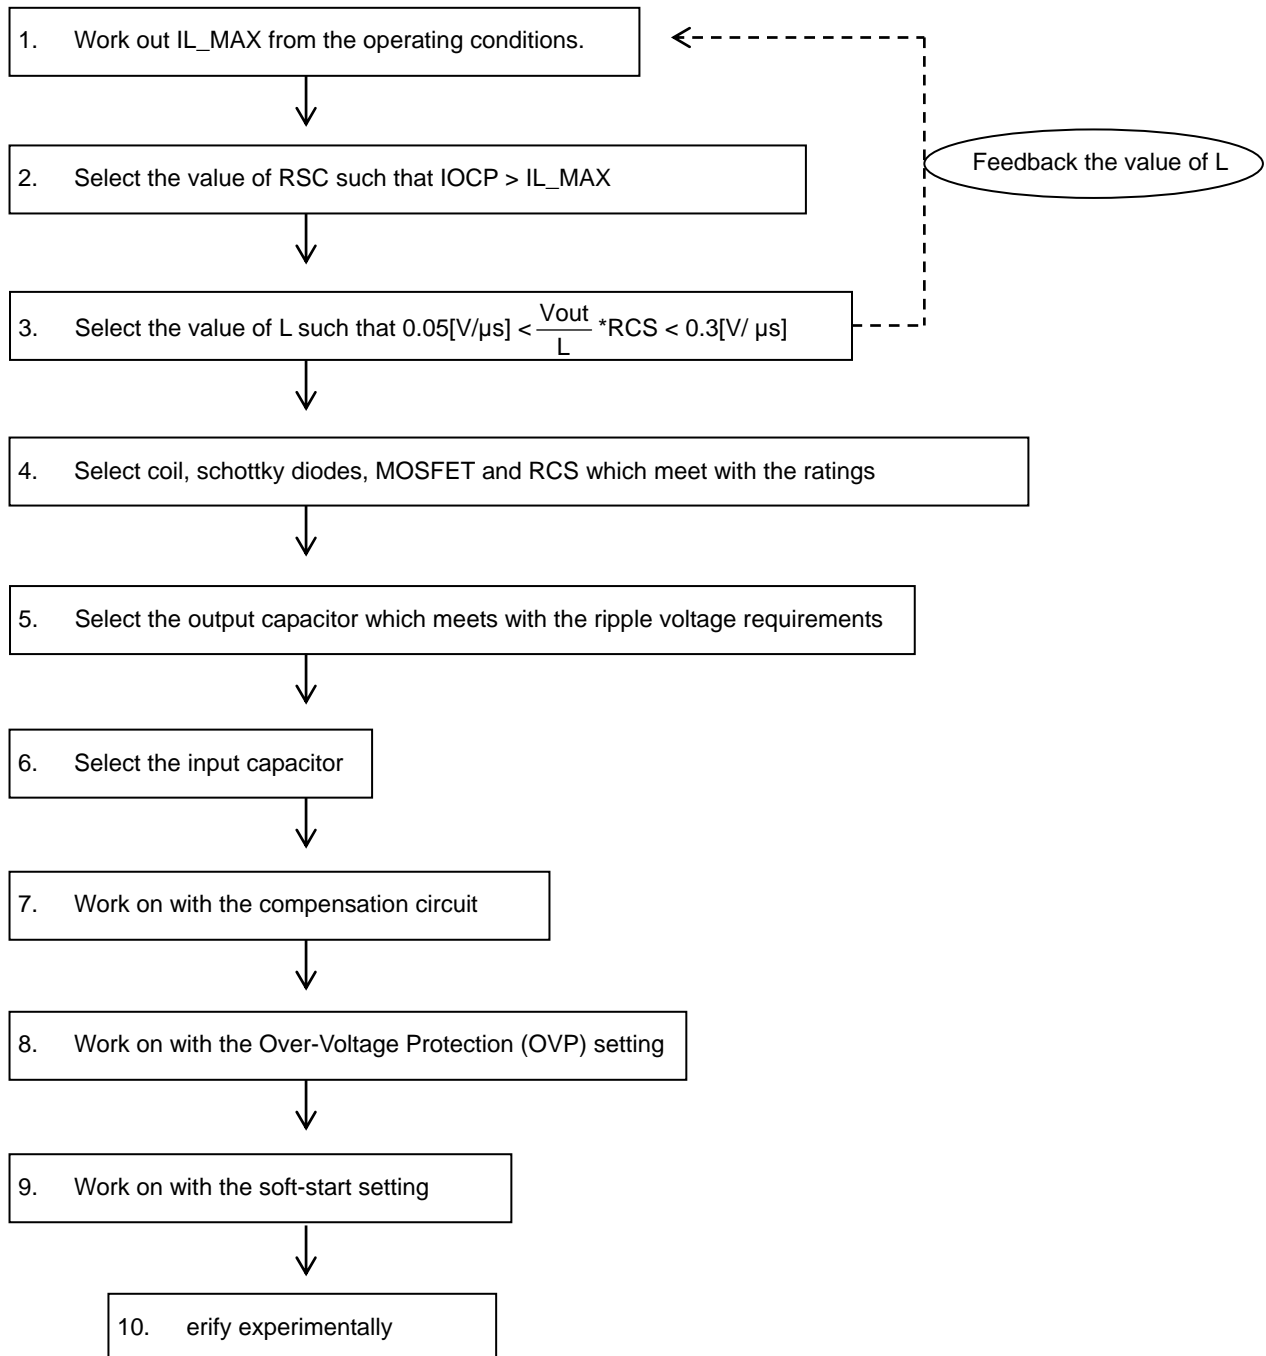 1. Work out IL_MAX from the operating conditions.
Feedback the value of L
2. Select the value of RSC such that IOCP > IL_MAX
3. Select the value of L such that 0.05[V/µs] < Vout/L *RCS < 0.3[V/ µs]
4. Select coil, schottky diodes, MOSFET and RCS which meet with the ratings
5. Select the output capacitor which meets with the ripple voltage requirements
6. Select the input capacitor
7. Work on with the compensation circuit
8. Work on with the Over-Voltage Protection (OVP) setting
9. Work on with the soft-start setting
10. erify experimentally